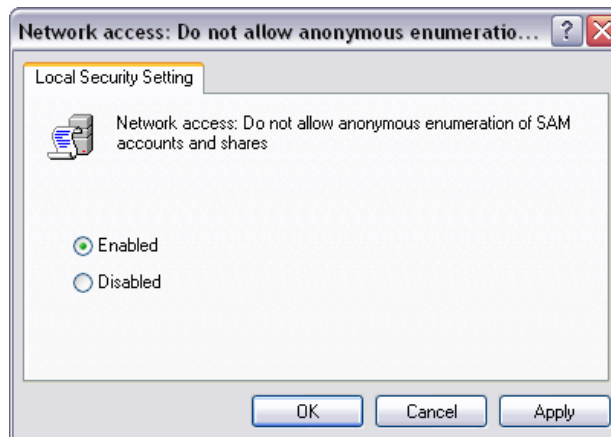 Network access: Do not allow anonymous enumeratio... ? X
Local Security Setting
Network access: Do not allow anonymous enumeration of SAM
accounts and shares
Enabled
Disabled
OK Cancel Apply